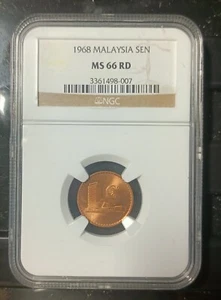 1968 MALAYSIA SEN
MS 66 RD
3361498-007
NGC